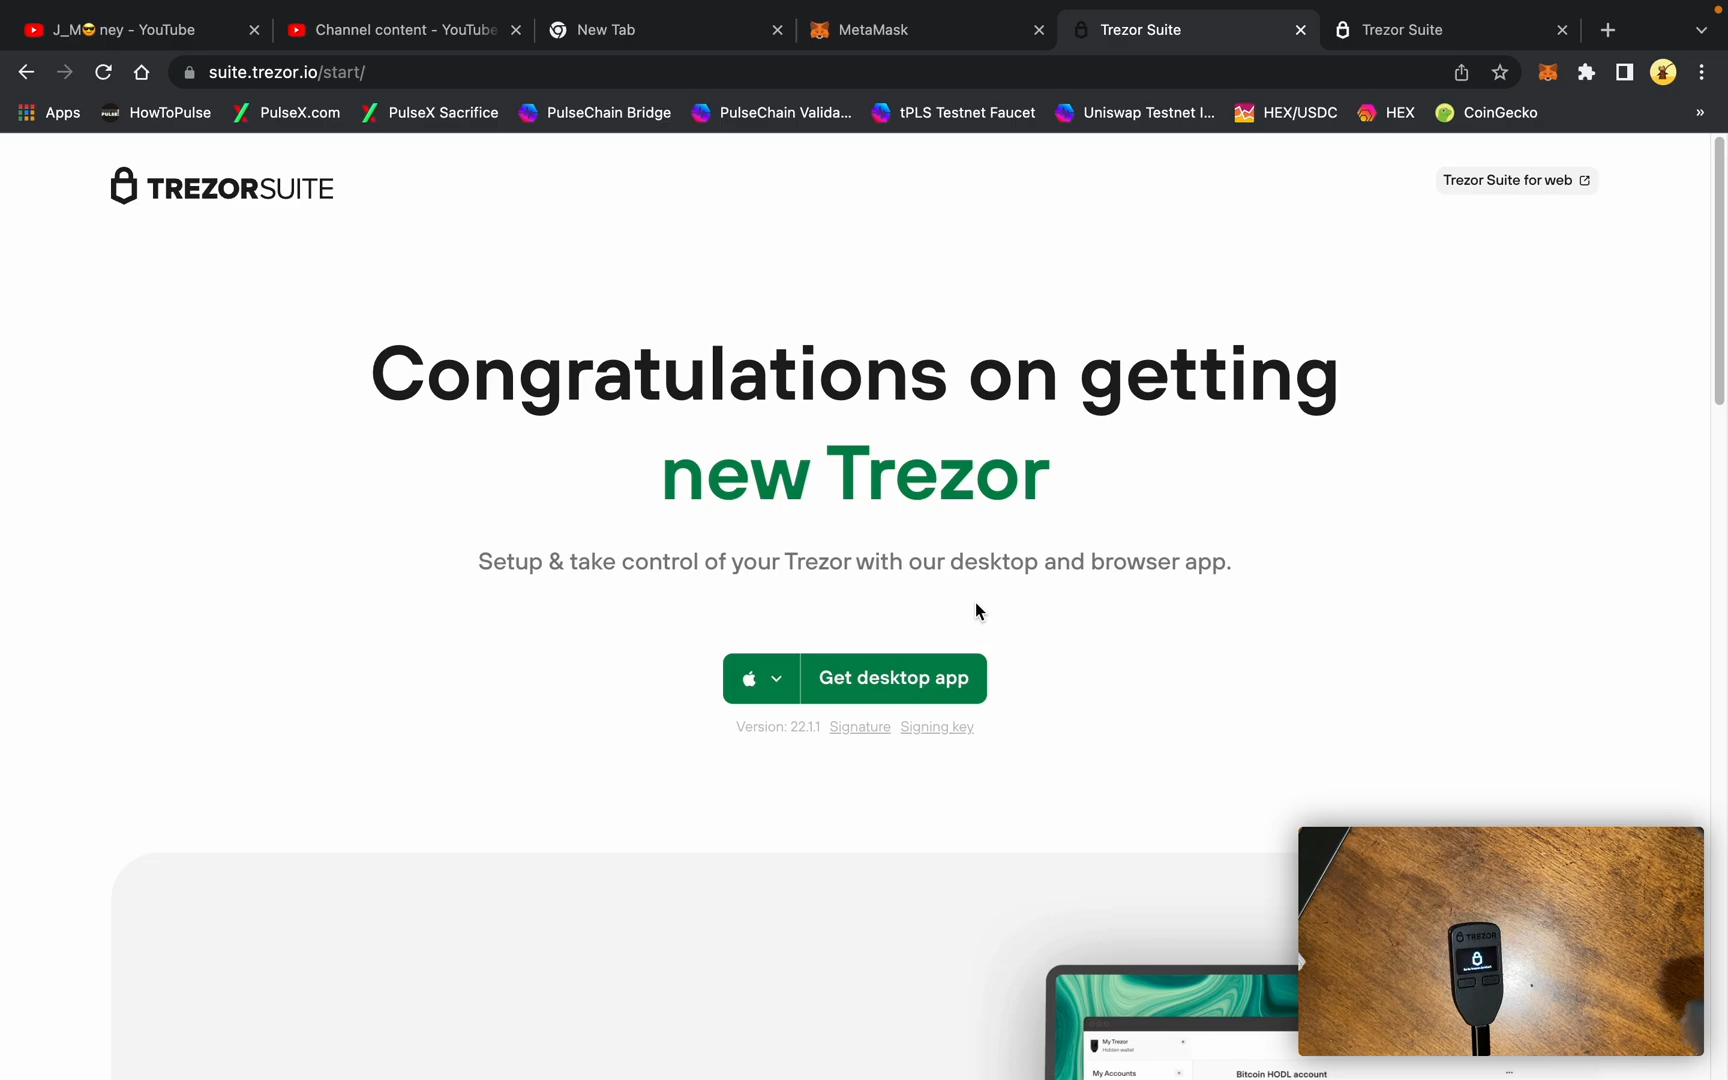 J_M😎ney - YouTube
Channel content - YouTube
New Tab
MetaMask
Trezor Suite
Trezor Suite
suite.trezor.io/start/
Apps
HowToPulse
PulseX.com
PulseX Sacrifice
PulseChain Bridge
PulseChain Valida...
tPLS Testnet Faucet
Uniswap Testnet I...
HEX/USDC
HEX
CoinGecko
»
TREZORSUITE
Trezor Suite for web
Congratulations on getting
new Trezor
Setup & take control of your Trezor with our desktop and browser app.
Get desktop app
Version: 22.1.1 Signature Signing key
TREZOR
My Trezor
Hidden wallet
My Accounts
Bitcoin HODL account